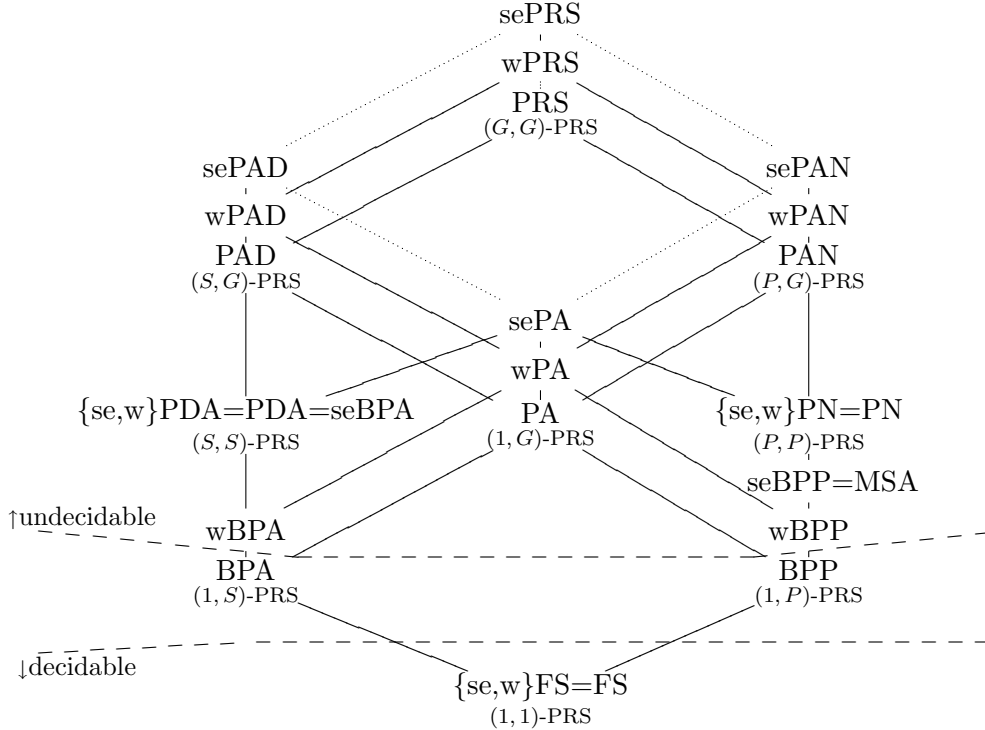 sePRS
wPRS
PRS
(G, G)-PRS
sePAD
sePAN
wPAD
wPAN
PAD
PAN
(S, G)-PRS
(P, G)-PRS
sePA
wPA
{se,w}PDA=PDA=seBPA
PA
{se,w}PN=PN
(S, S)-PRS
(1, G)-PRS
(P, P)-PRS
seBPP=MSA
↑undecidable
wBPA
wBPP
BPA
BPP
(1, S)-PRS
(1, P)-PRS
↓decidable
{se,w}FS=FS
(1, 1)-PRS